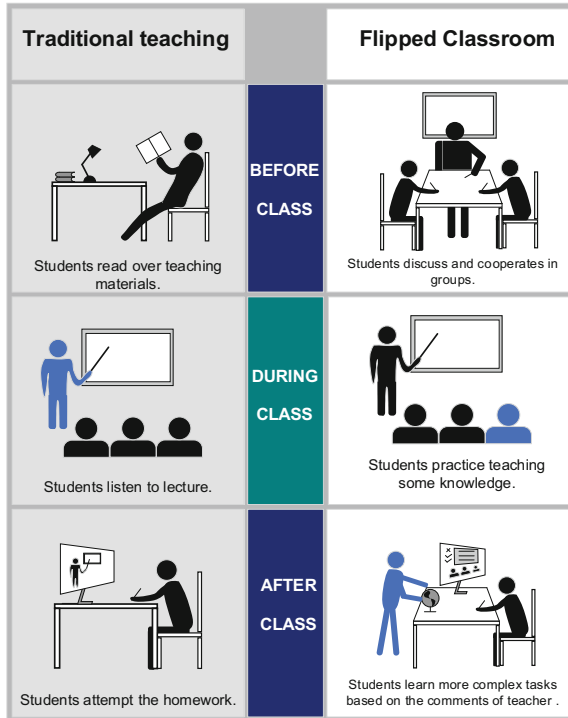 Traditional teaching
Flipped Classroom
Students read over teaching
materials.
BEFORE
CLASS
Students discuss and cooperates in
groups.
Students listen to lecture.
DURING
CLASS
Students practice teaching
some knowledge.
Students attempt the homework.
AFTER
CLASS
Students learn more complex tasks
based on the comments of teacher .